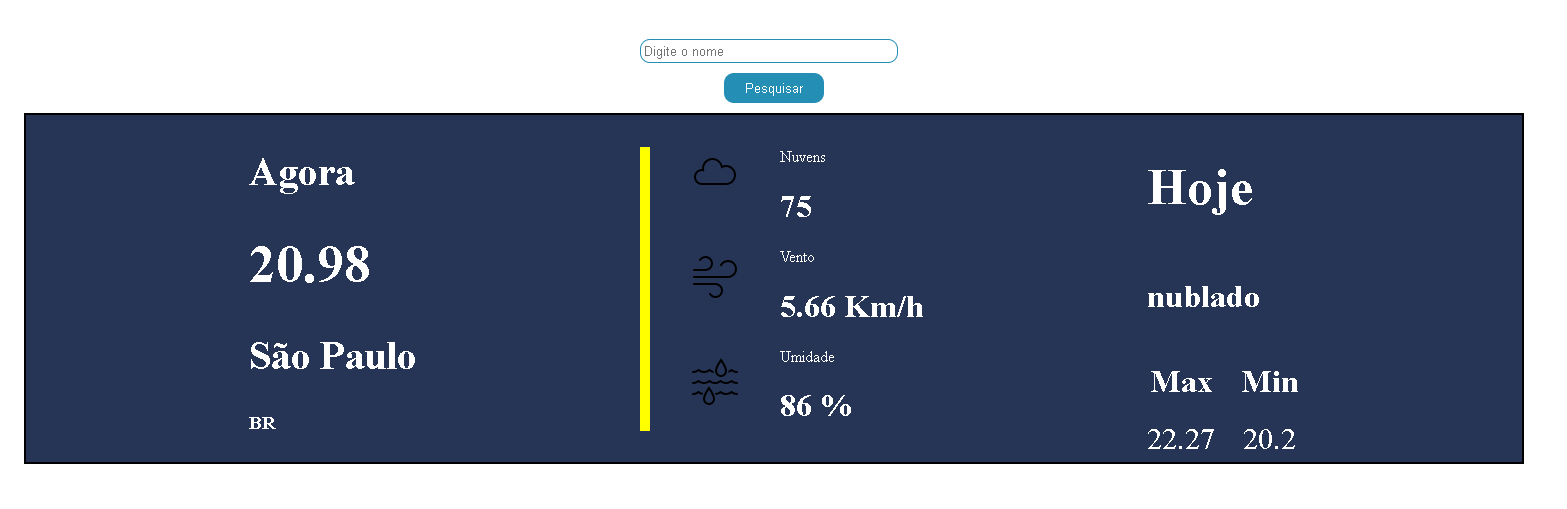 Digite o nome
Pesquisar
Agora
20.98
São Paulo
BR
Nuvens
75
Vento
5.66 Km/h
Umidade
86 %
Hoje
nublado
Max Min
22.27 20.2